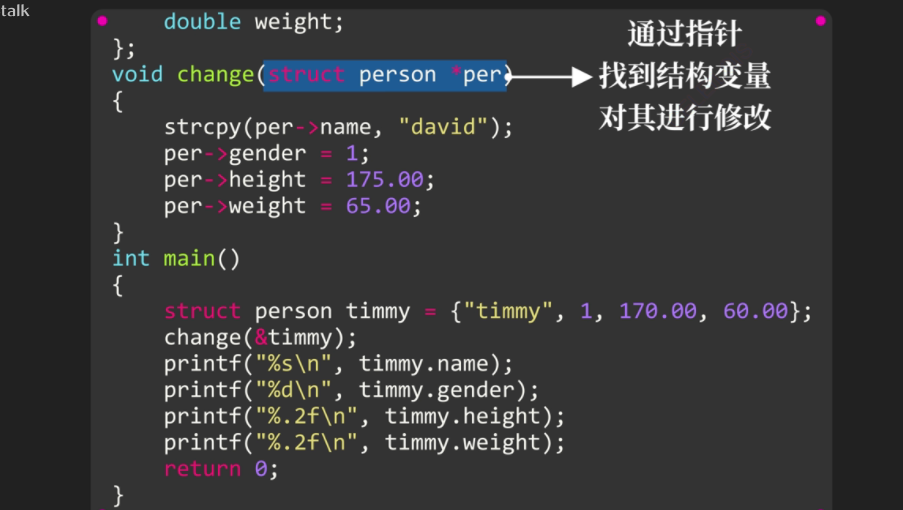 talk
double weight;
};
void change(struct person *per)
{
strcpy(per->name, "david");
per->gender = 1;
per->height = 175.00;
per->weight = 65.00;
}
int main()
{
struct person timmy = {"timmy", 1, 170.00, 60.00};
change(&timmy);
printf("%s\n", timmy.name);
printf("%d\n", timmy.gender);
printf("%.2f\n", timmy.height);
printf("%.2f\n", timmy.weight);
return 0;
}
通过指针
找到结构变量
对其进行修改